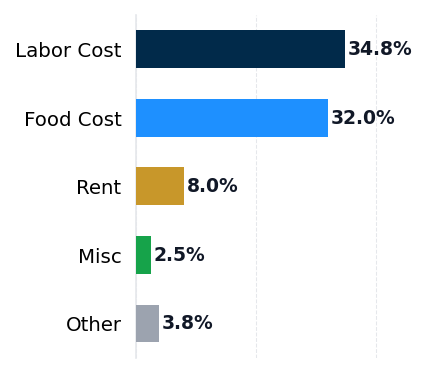 Labor Cost 34.8%
Food Cost 32.0%
Rent 8.0%
Misc 2.5%
Other 3.8%